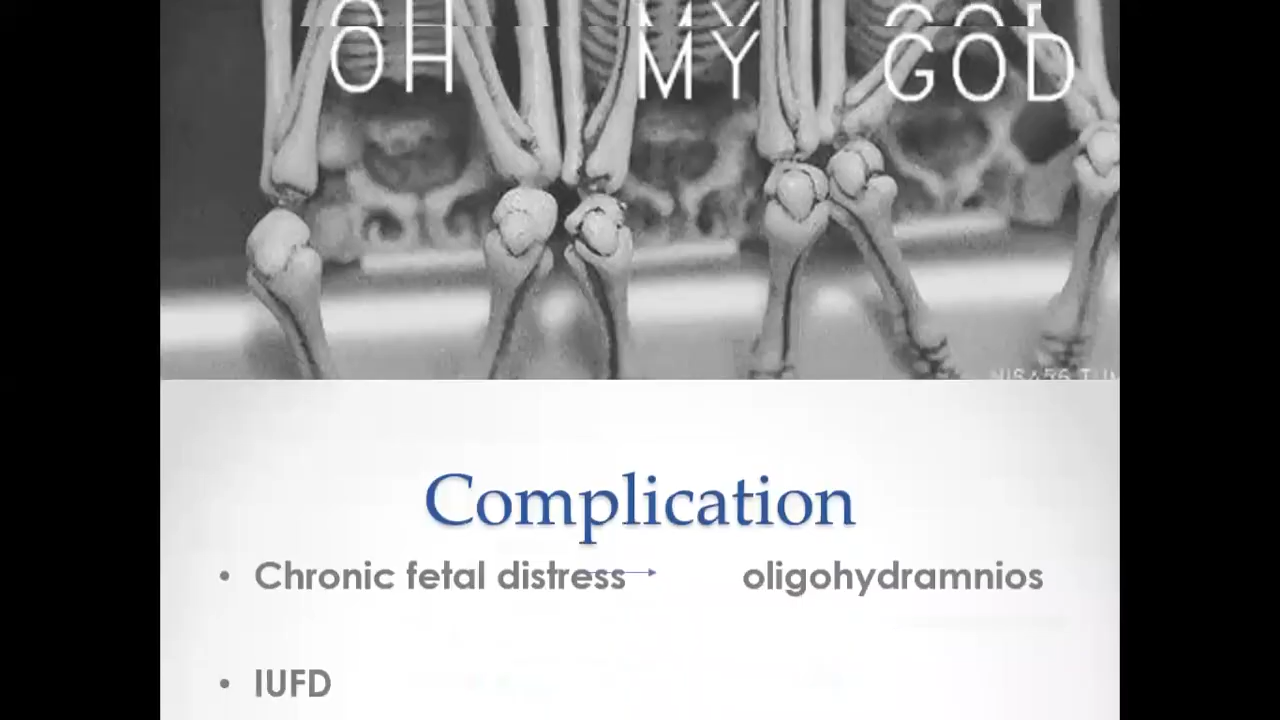 OH MY GOD
Complication
• Chronic fetal distress → oligohydramnios
• IUFD